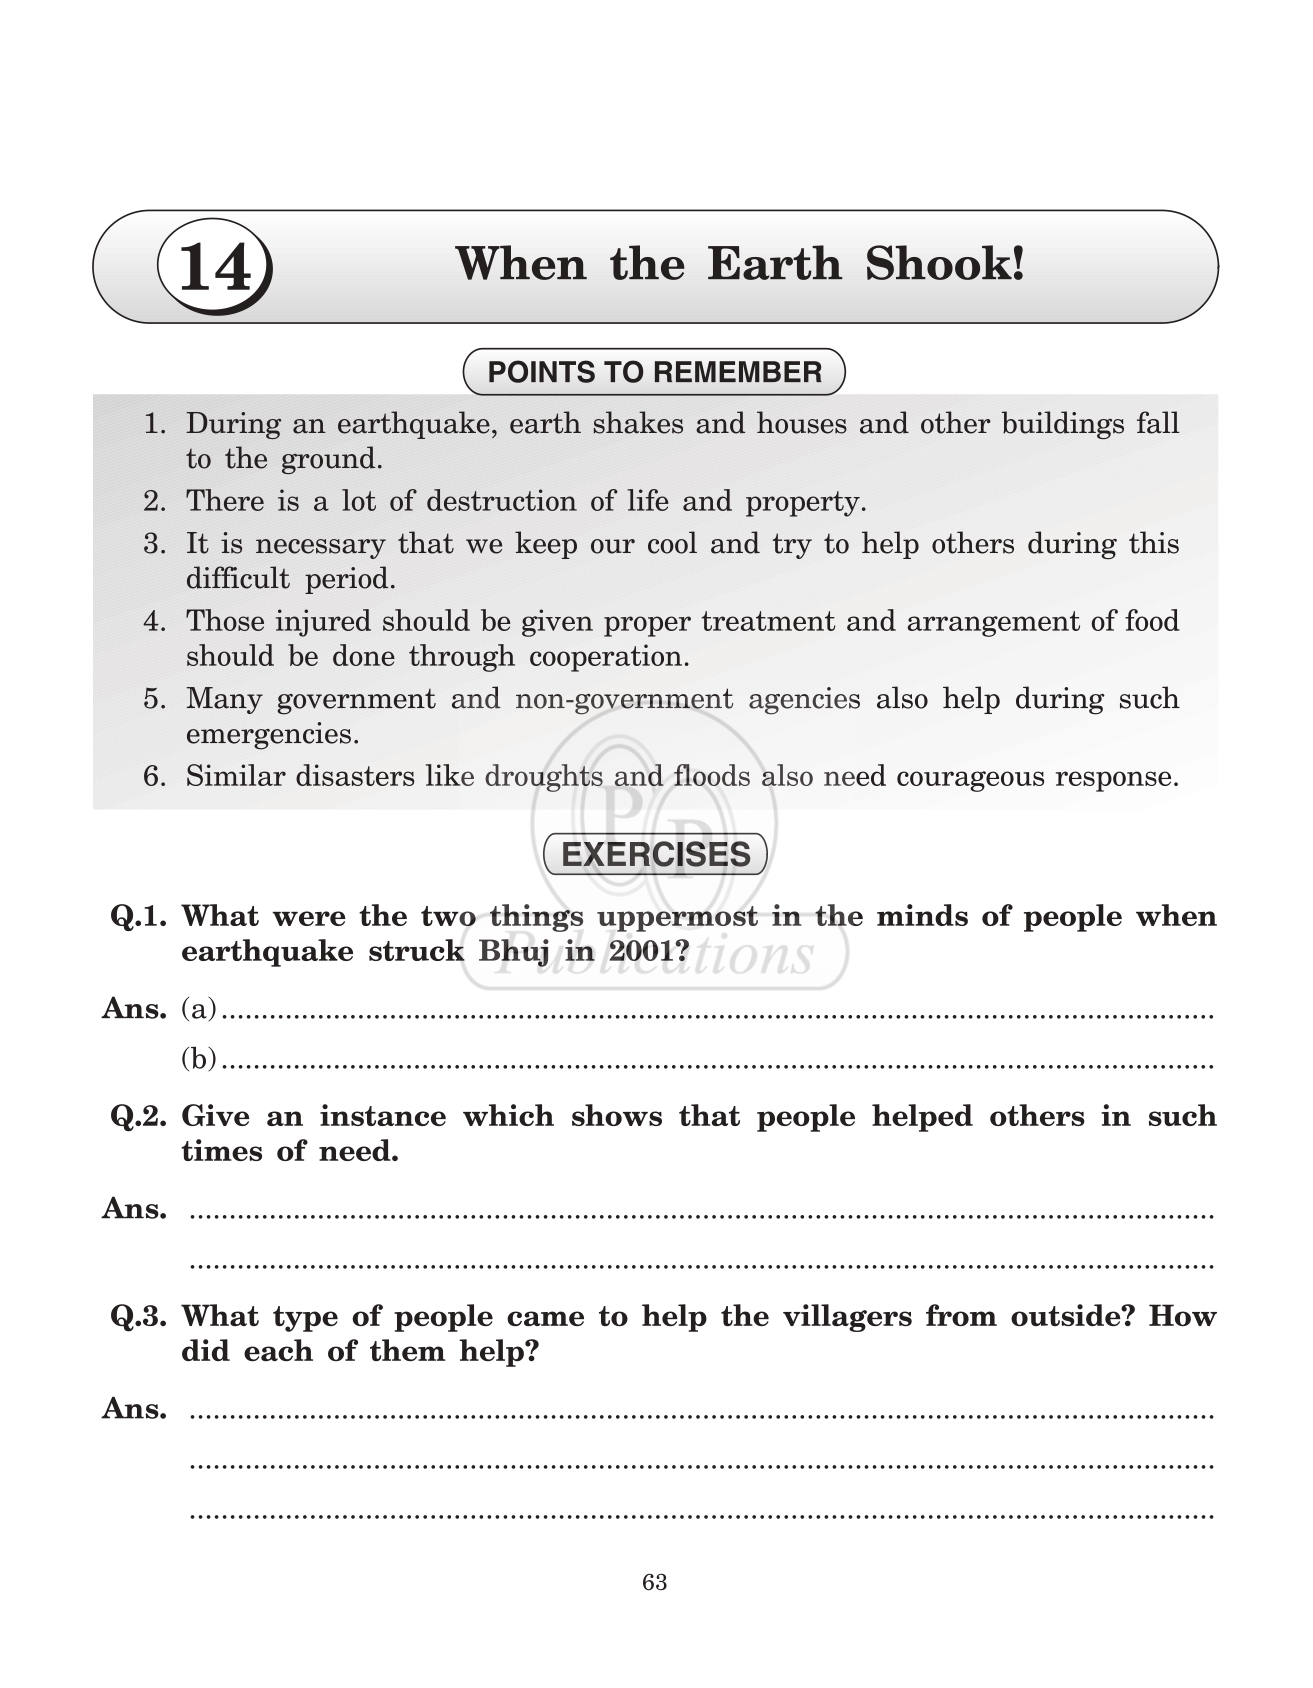 14
When the Earth Shook!
POINTS TO REMEMBER
1. During an earthquake, earth shakes and houses and other buildings fall
to the ground.
2. There is a lot of destruction of life and property.
3. It is necessary that we keep our cool and try to help others during this
difficult period.
4. Those injured should be given proper treatment and arrangement of food
should be done through cooperation.
5. Many government and non-government agencies also help during such
emergencies.
6. Similar disasters like droughts and floods also need courageous response.
PP
EXERCISES
Q.1. What were the two things uppermost in the minds of people when
earthquake struck Bhuj in 2001?
Publications
Ans. (a) ..............................................................................................................................
(b) ..............................................................................................................................
Q.2. Give an instance which shows that people helped others in such
times of need.
Ans. ..............................................................................................................................
..............................................................................................................................
Q.3. What type of people came to help the villagers from outside? How
did each of them help?
Ans. ..............................................................................................................................
..............................................................................................................................
..............................................................................................................................
63